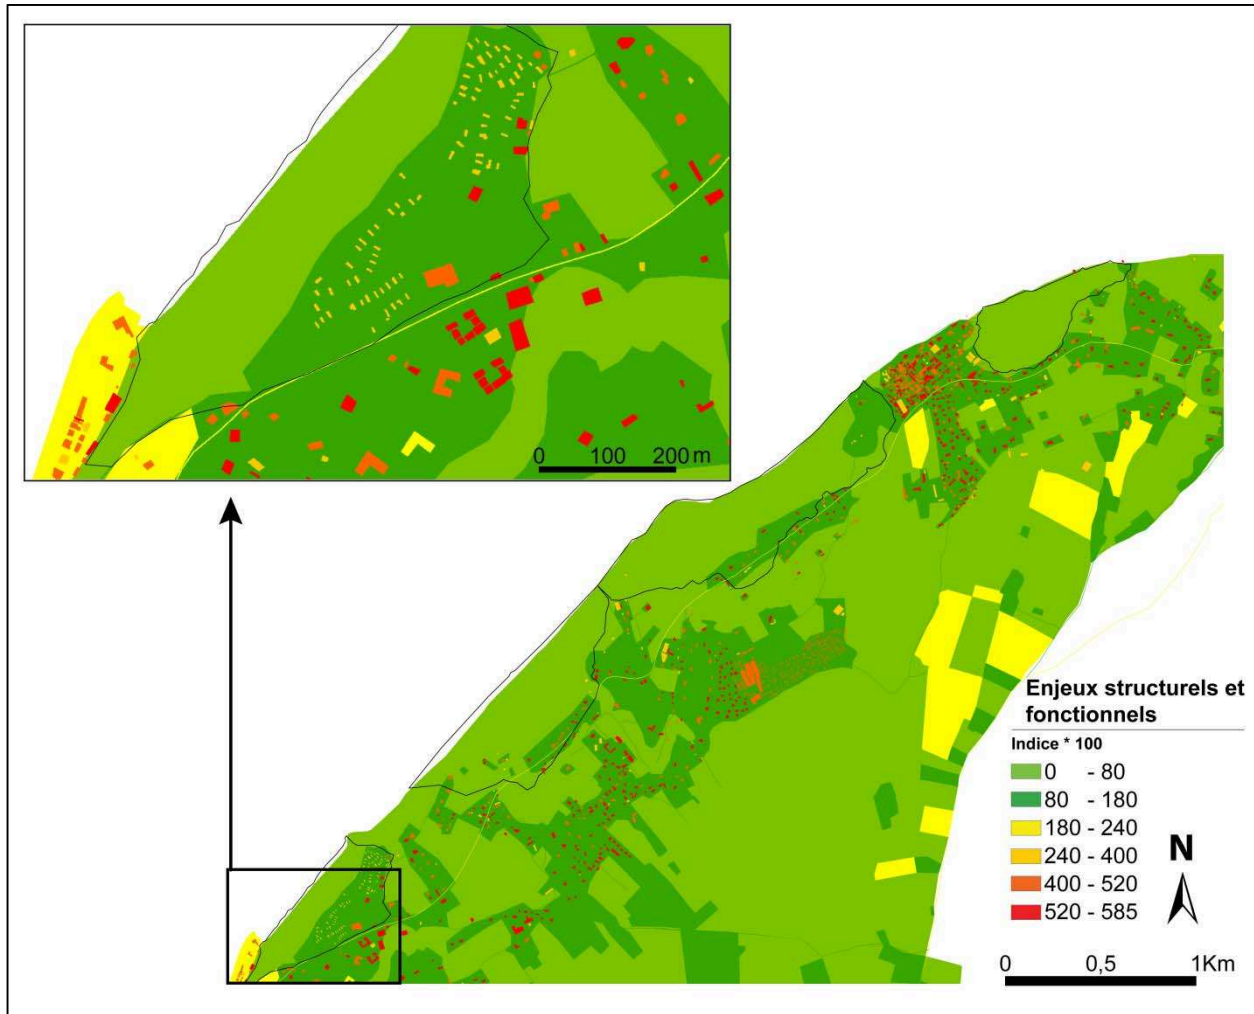 0 100 200 m
Enjeux structurels et
fonctionnels
Indice * 100
0 - 80
80 - 180
180 - 240
240 - 400
400 - 520
520 - 585
N
0 0,5 1Km